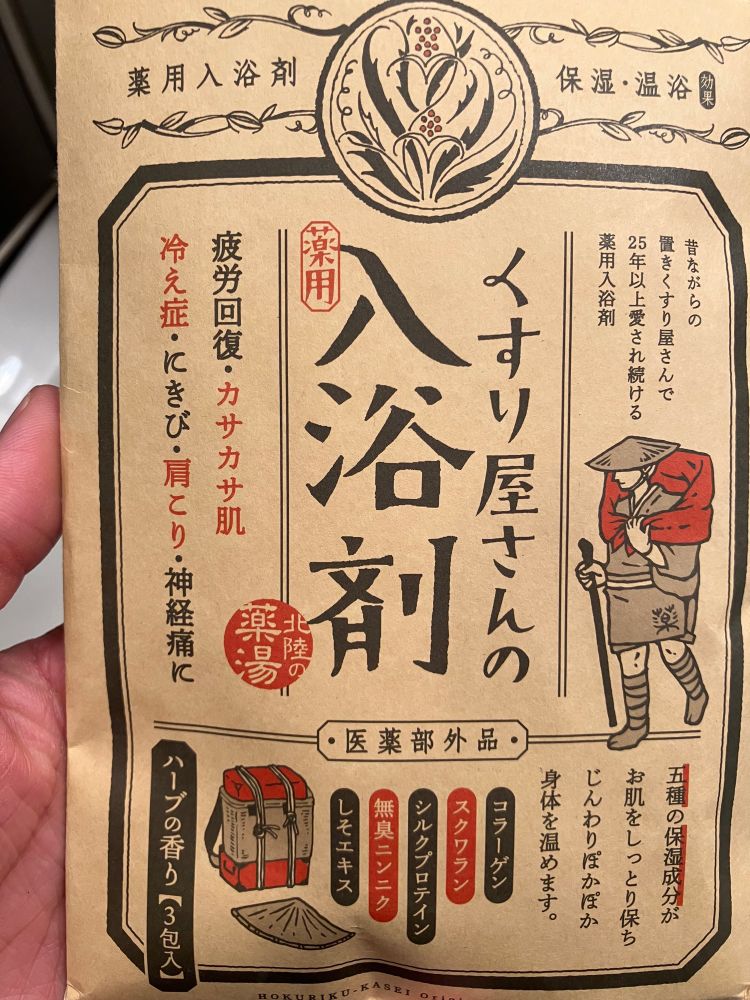 薬用入浴剤
保湿・温浴 効果
昔ながらの
置きくすり屋さんで
25年以上愛され続ける
薬用入浴剤
くすり屋さんの
薬用
入浴剤
北陸の
薬湯
疲労回復・カサカサ肌
冷え症・にきび・肩こり・神経痛に
薬
・医薬部外品・
五種の保湿成分が
お肌をしっとり保ち
じんわりぽかぽか
身体を温めます。
コラーゲン
スクワラン
シルクプロテイン
無臭ニンニク
しそエキス
ハーブの香り【3包入】
HOKURIKU-KASEI